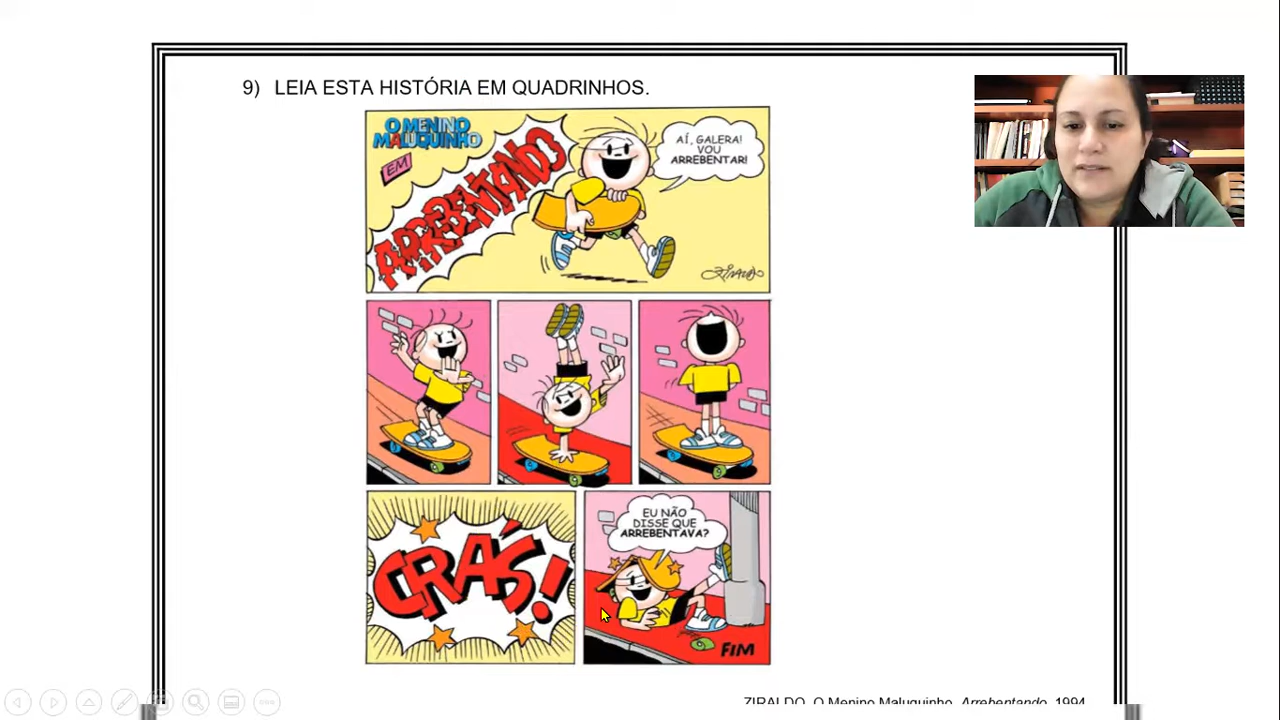 9) LEIA ESTA HISTÓRIA EM QUADRINHOS.
O MENINO
MALUQUINHO
EM
ARREBENTANDO
AÍ, GALERA!
VOU
ARREBENTAR!
ZIRALDO
CRÁS!
EU NÃO
DISSE QUE
ARREBENTAVA?
FIM
ZIRALDO. O Menino Maluquinho. Arrebentando. 1994